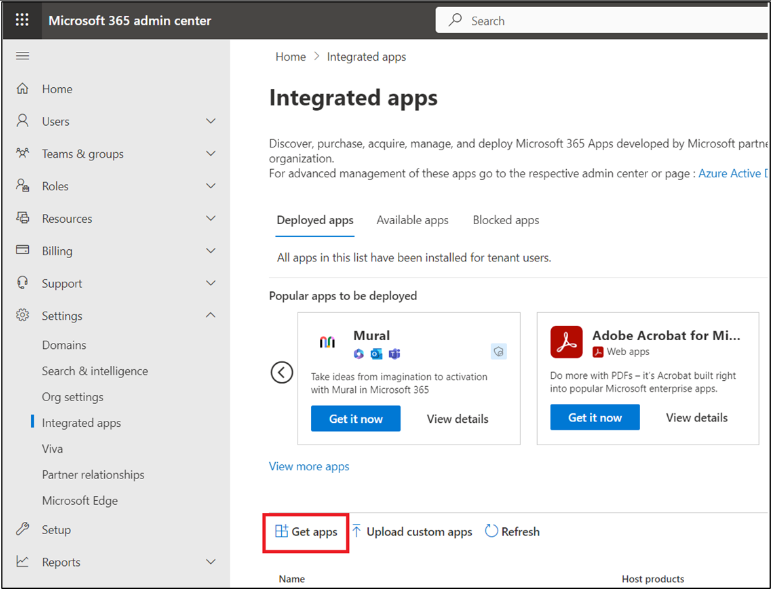 Microsoft 365 admin center
Search
Home
Users
Teams & groups
Roles
Resources
Billing
Support
Settings
Domains
Search & intelligence
Org settings
Integrated apps
Viva
Partner relationships
Microsoft Edge
Setup
Reports
Home > Integrated apps
Integrated apps
Discover, purchase, acquire, manage, and deploy Microsoft 365 Apps developed by Microsoft partne
organization.
For advanced management of these apps go to the respective admin center or page : Azure Active D
Deployed apps Available apps Blocked apps
All apps in this list have been installed for tenant users.
Popular apps to be deployed
Mural
Take ideas from imagination to activation
with Mural in Microsoft 365
Get it now View details
Adobe Acrobat for Mi...
Web apps
Do more with PDFs – it's Acrobat built right
into popular Microsoft enterprise apps.
Get it now View details
View more apps
Get apps Upload custom apps Refresh
Name Host products